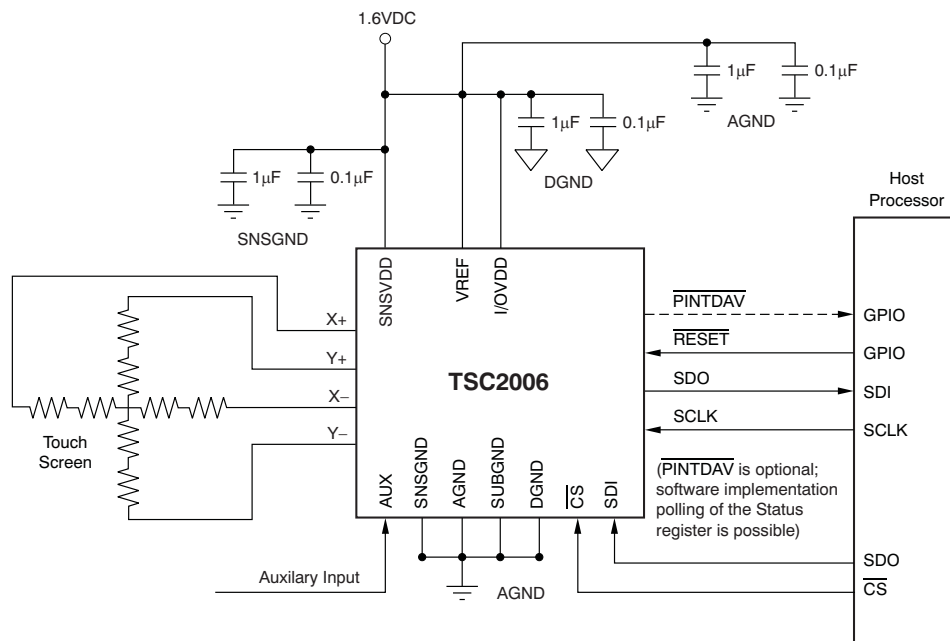 1.6VDC
1µF
0.1µF
AGND
1µF
0.1µF
DGND
1µF
0.1µF
SNSGND
Host
Processor
SNSVDD
VREF
I/OVDD
X+
Y+
X−
Y−
TSC2006
Touch
Screen
PINTDAV
GPIO
RESET
GPIO
SDO
SDI
SCLK
SCLK
(PINTDAV is optional;
software implementation
polling of the Status
register is possible)
AUX
SNSGND
AGND
SUBGND
DGND
CS
SDI
SDO
CS
Auxilary Input
AGND